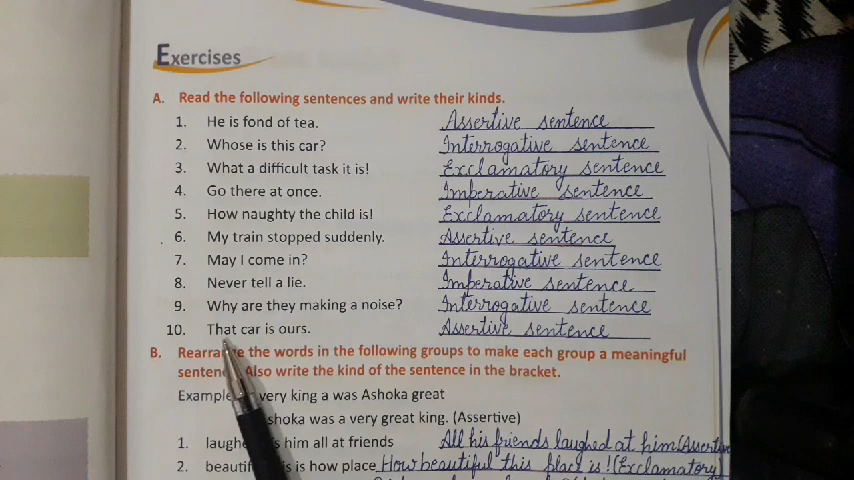 Exercises
A. Read the following sentences and write their kinds.
1. He is fond of tea. Assertive sentence
2. Whose is this car? Interrogative sentence
3. What a difficult task it is! Exclamatory sentence
4. Go there at once. Imperative sentence
5. How naughty the child is! Exclamatory sentence
6. My train stopped suddenly. Assertive sentence
7. May I come in? Interrogative sentence
8. Never tell a lie. Imperative sentence
9. Why are they making a noise? Interrogative sentence
10. That car is ours. Assertive sentence
B. Rearrange the words in the following groups to make each group a meaningful
Also write the kind of the sentence in the bracket.
Example very king a was Ashoka great
was a very great king. (Assertive)
1. him all at friends All his friends laughed at him (Assertiv
2. is how place How beautiful this place is! (Exclamatory)